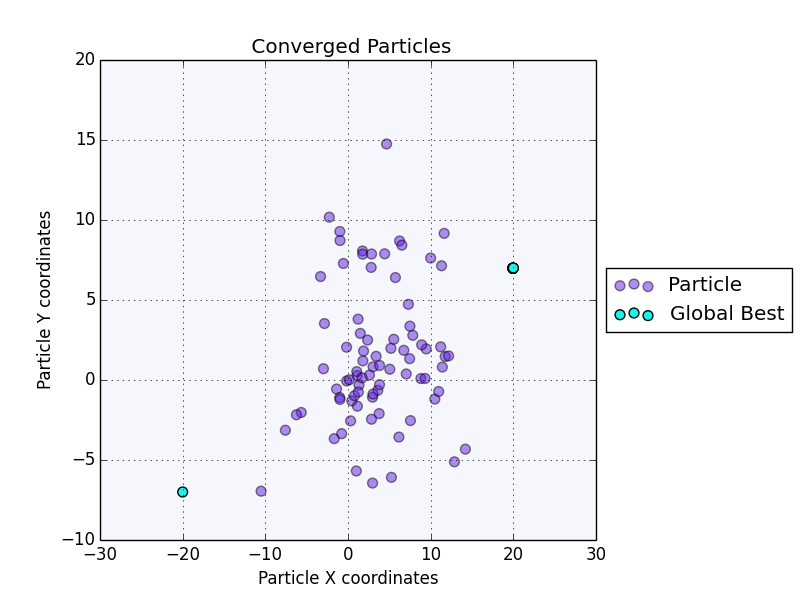 Converged Particles
20
15
10
5
0
−5
−10
Particle Y coordinates
−30 −20 −10 0 10 20 30
Particle X coordinates
Particle
Global Best